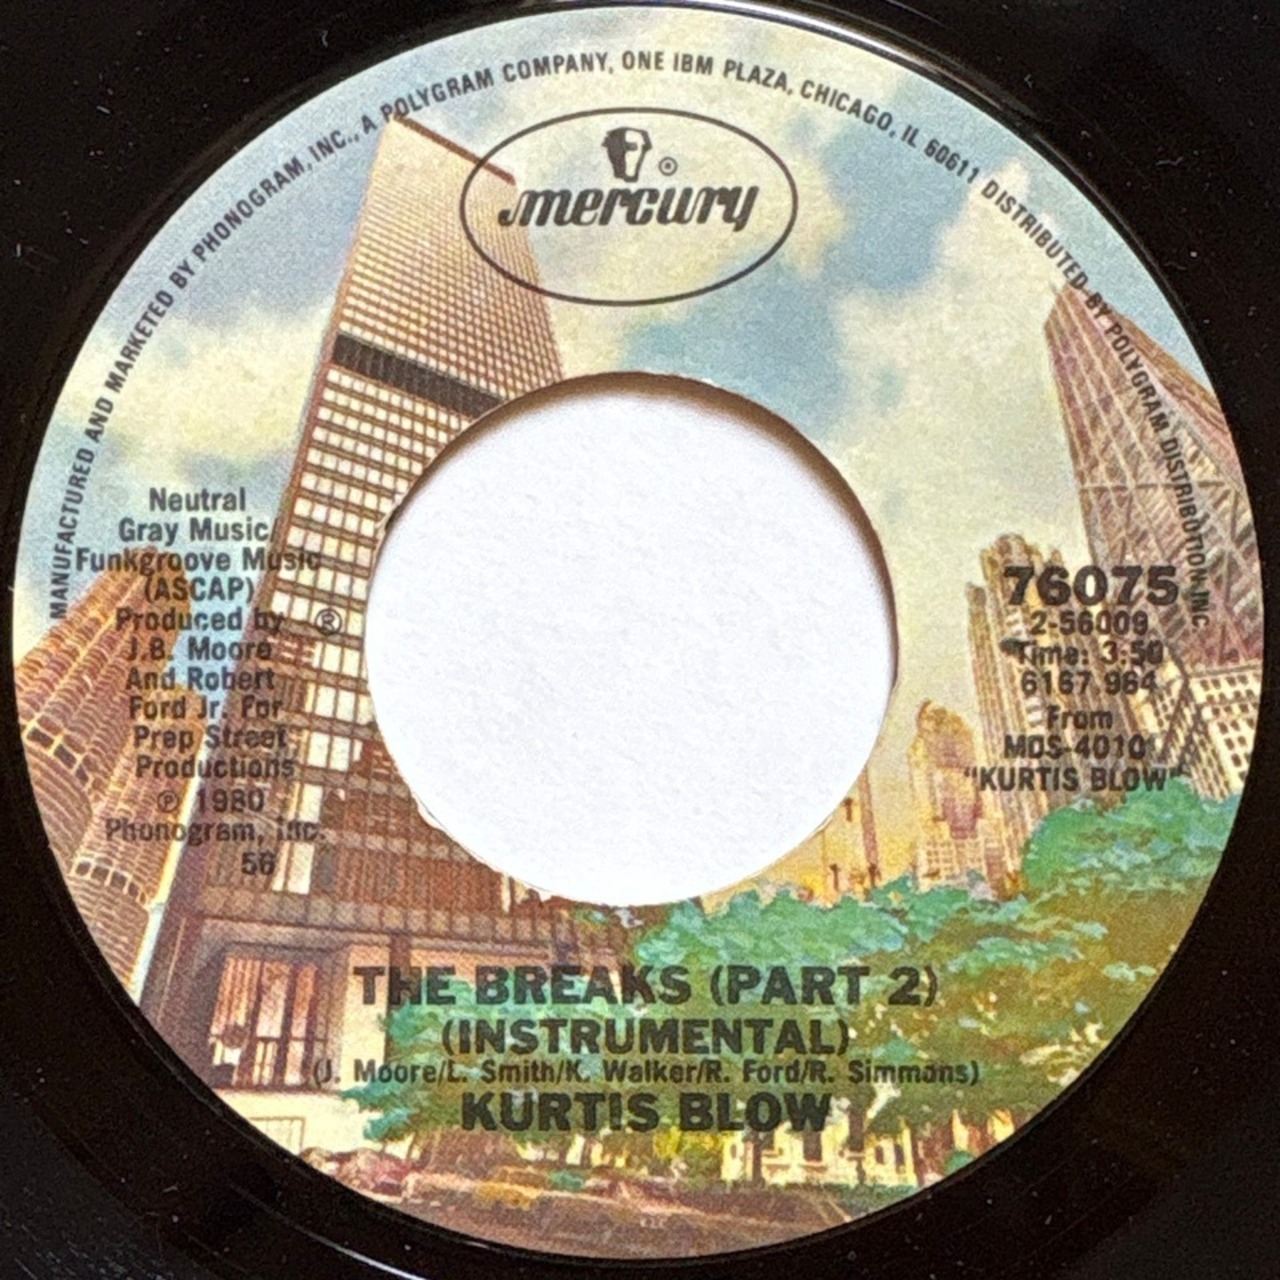 MANUFACTURED AND MARKETED BY PHONOGRAM, INC., A POLYGRAM COMPANY, ONE IBM PLAZA, CHICAGO, IL 60611 DISTRIBUTED BY POLYGRAM DISTRIBUTION, INC
®
mercury
Neutral
Gray Music/
Funkgroove Music
(ASCAP)
Produced by
J.B. Moore
And Robert
Ford Jr. For
Prep Street
Productions
℗ 1980
Phonogram, Inc.
56
®
76075
2-56009
Time: 3:50
6167 964
From
MDS-4010
"KURTIS BLOW"
THE BREAKS (PART 2)
(INSTRUMENTAL)
(J. Moore/L. Smith/K. Walker/R. Ford/R. Simmons)
KURTIS BLOW